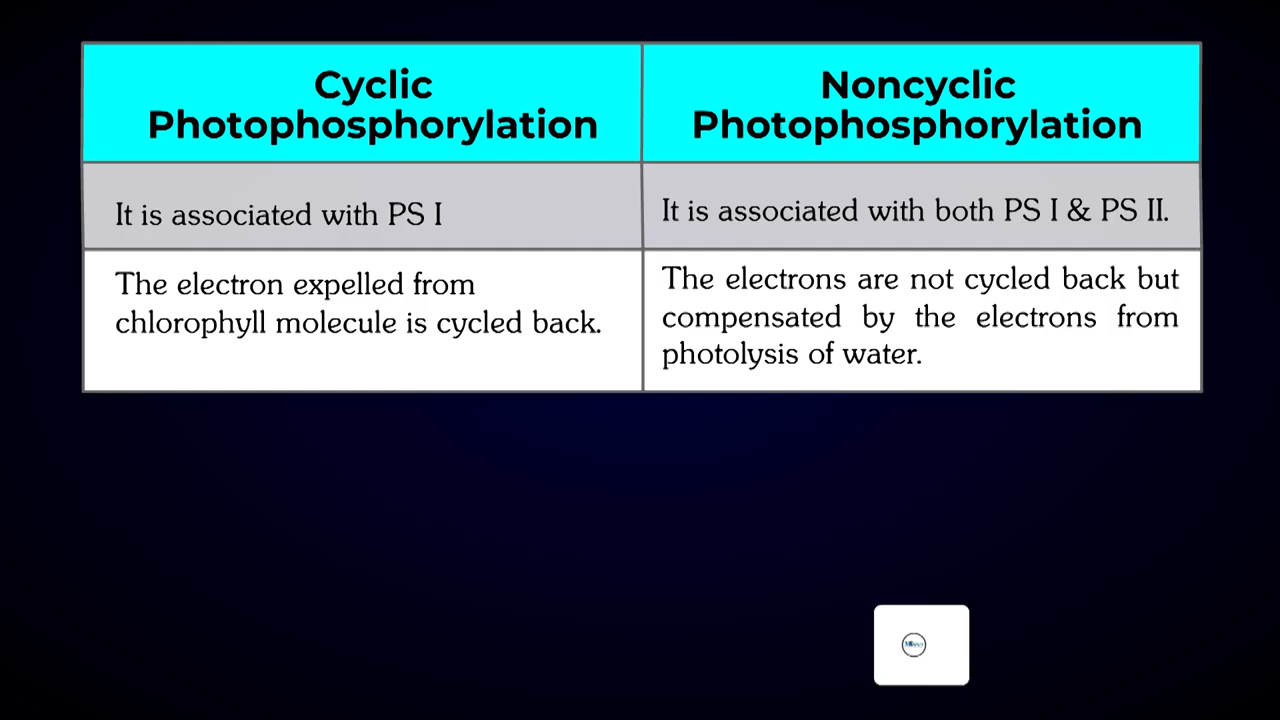 Cyclic
Photophosphorylation
Noncyclic
Photophosphorylation
It is associated with PS I
It is associated with both PS I & PS II.
The electron expelled from
chlorophyll molecule is cycled back.
The electrons are not cycled back but
compensated by the electrons from
photolysis of water.